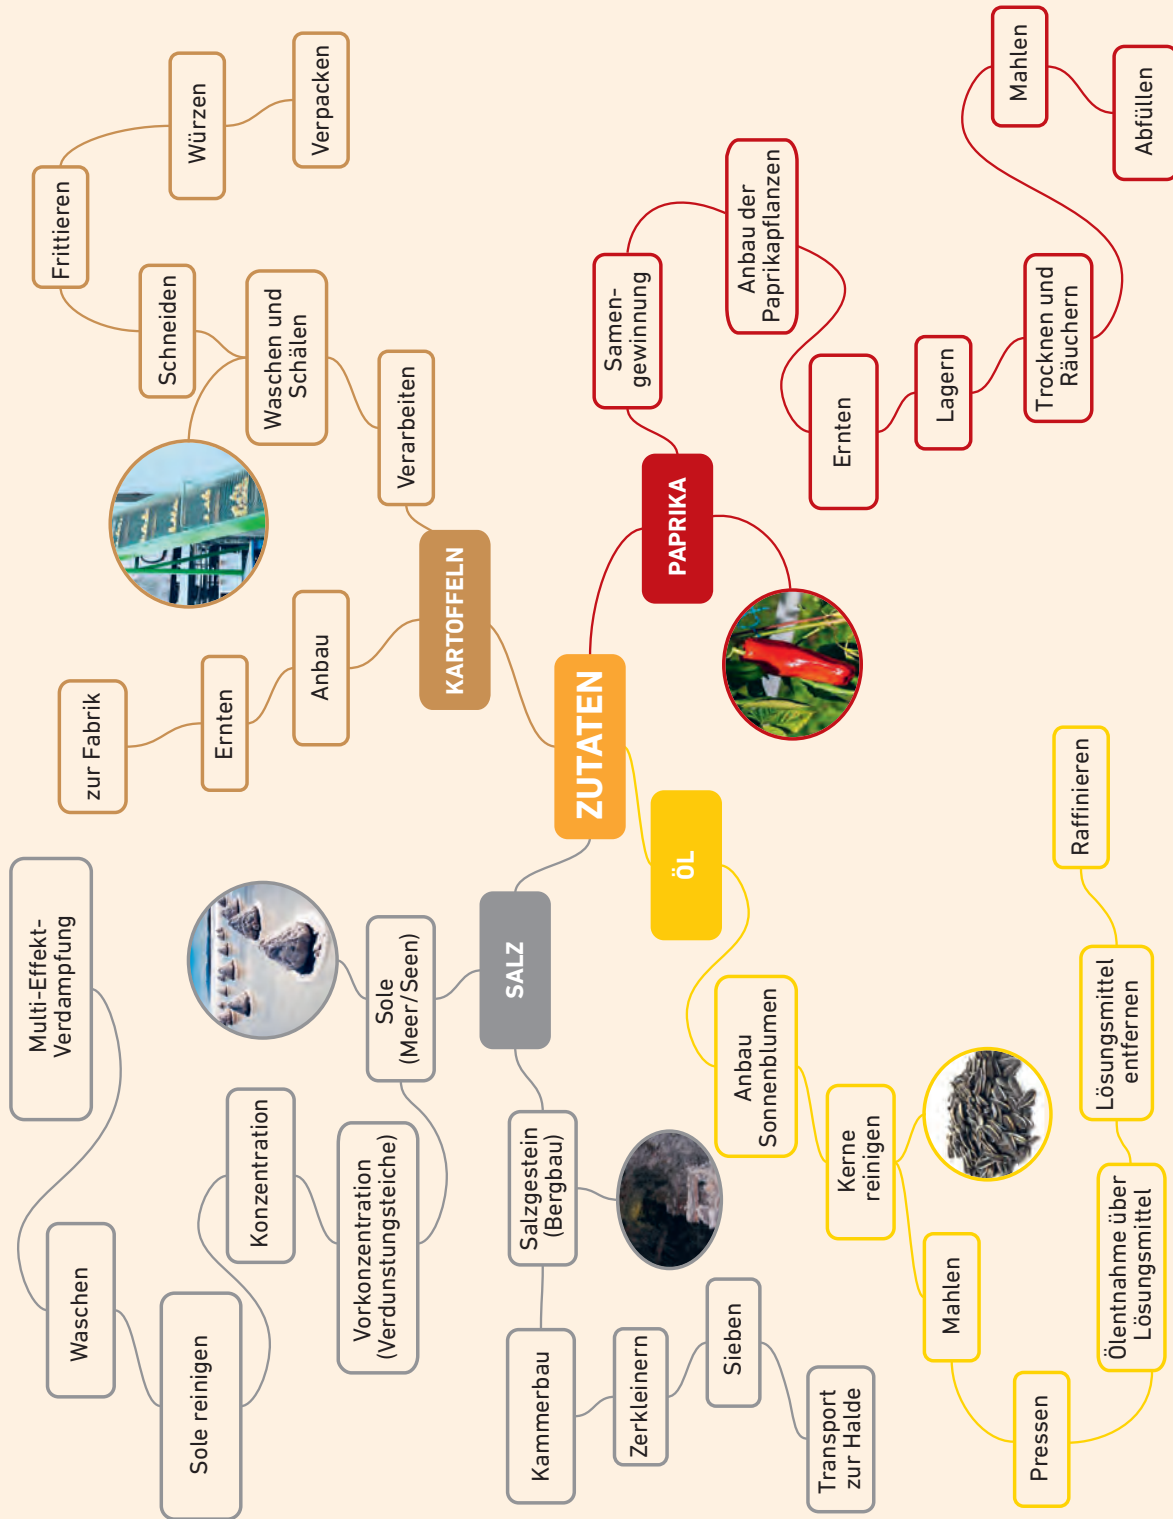 ZUTATEN
KARTOFFELN
Anbau
Ernten
zur Fabrik
Verarbeiten
Waschen und
Schälen
Schneiden
Frittieren
Würzen
Verpacken
PAPRIKA
Samen-
gewinnung
Anbau der
Paprikapflanzen
Ernten
Lagern
Trocknen und
Räuchern
Mahlen
Abfüllen
ÖL
Anbau
Sonnenblumen
Kerne
reinigen
Mahlen
Pressen
Ölentnahme über
Lösungsmittel
Lösungsmittel
entfernen
Raffinieren
SALZ
Sole
(Meer/Seen)
Vorkonzentration
(Verdunstungsteiche)
Konzentration
Sole reinigen
Waschen
Multi-Effekt-
Verdampfung
Salzgestein
(Bergbau)
Kammerbau
Zerkleinern
Sieben
Transport
zur Halde